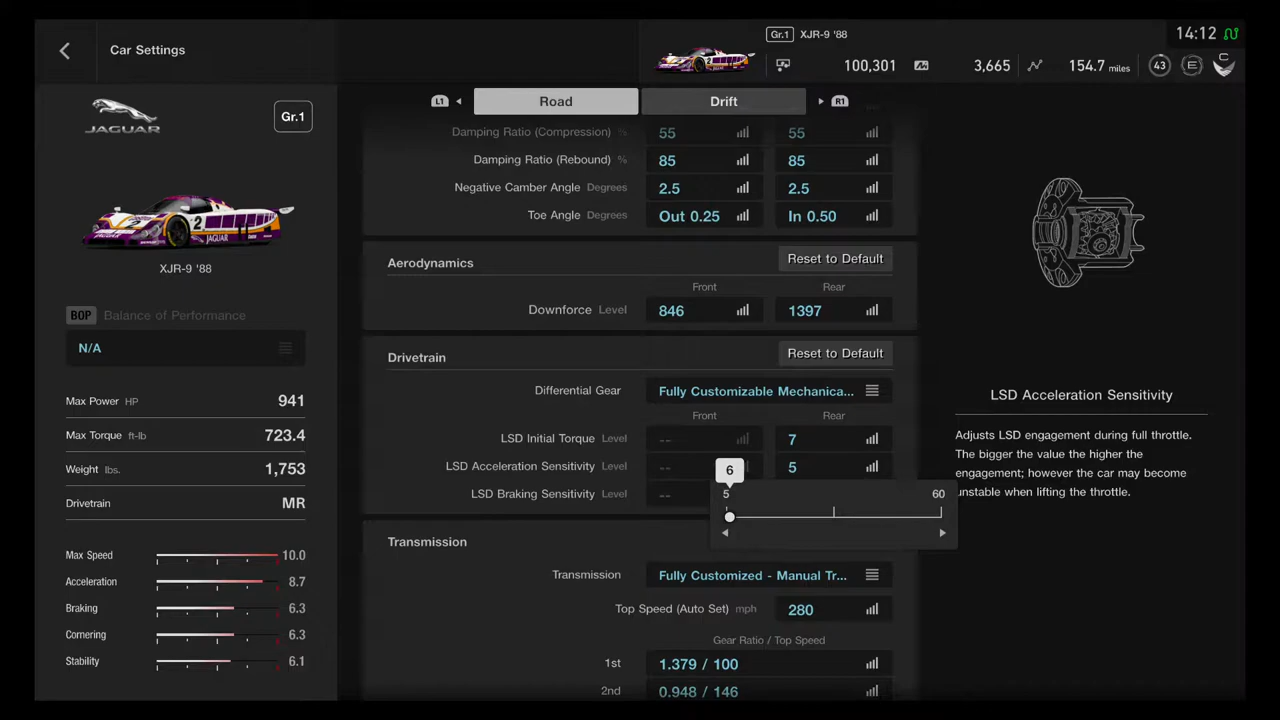 Car Settings
Gr.1 XJR-9 '88
14:12
100,301 3,665 154.7 miles 43 E C
L1 Road Drift R1
JAGUAR
Gr.1
XJR-9 '88
BOP Balance of Performance
N/A
Max Power HP 941
Max Torque ft-lb 723.4
Weight lbs. 1,753
Drivetrain MR
Max Speed 10.0
Acceleration 8.7
Braking 6.3
Cornering 6.3
Stability 6.1
Damping Ratio (Compression) % 55 55
Damping Ratio (Rebound) % 85 85
Negative Camber Angle Degrees 2.5 2.5
Toe Angle Degrees Out 0.25 In 0.50
Aerodynamics Reset to Default
Front Rear
Downforce Level 846 1397
Drivetrain Reset to Default
Differential Gear Fully Customizable Mechanica...
Front Rear
LSD Initial Torque Level -- 7
LSD Acceleration Sensitivity Level -- 5
LSD Braking Sensitivity Level --
6
5 60
Transmission
Transmission Fully Customized - Manual Tr...
Top Speed (Auto Set) mph 280
Gear Ratio / Top Speed
1st 1.379 / 100
2nd 0.948 / 146
LSD Acceleration Sensitivity
Adjusts LSD engagement during full throttle.
The bigger the value the higher the
engagement; however the car may become
unstable when lifting the throttle.